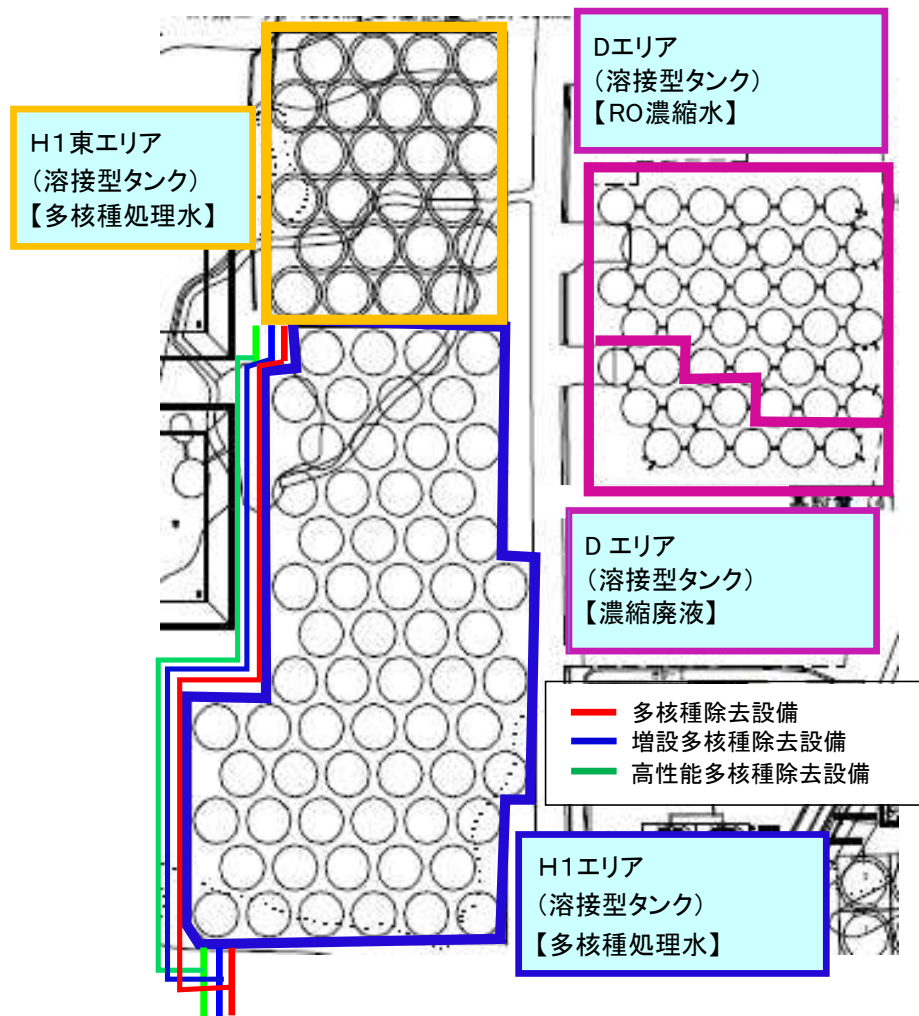 Dエリア
(溶接型タンク)
【RO濃縮水】
H1東エリア
(溶接型タンク)
【多核種処理水】
D エリア
(溶接型タンク)
【濃縮廃液】
多核種除去設備
増設多核種除去設備
高性能多核種除去設備
H1エリア
(溶接型タンク)
【多核種処理水】